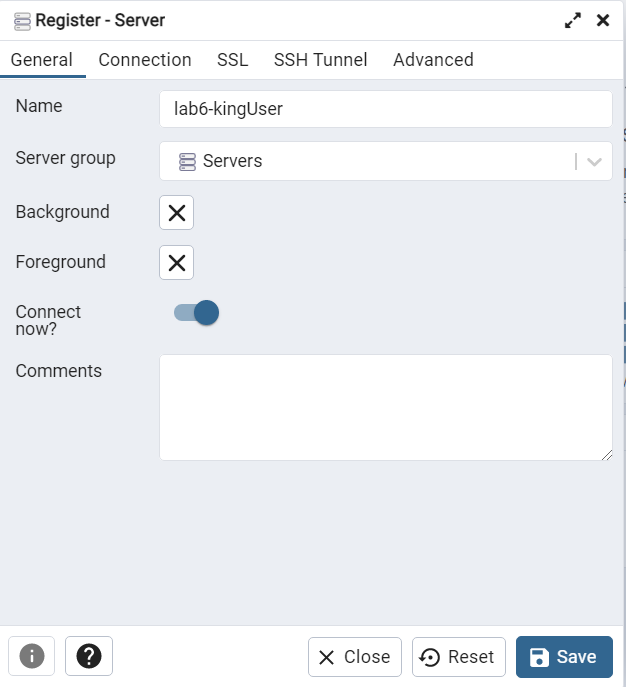 Register - Server
General Connection SSL SSH Tunnel Advanced
Name lab6-kingUser
Server group Servers
Background
Foreground
Connect
now?
Comments
Close Reset Save